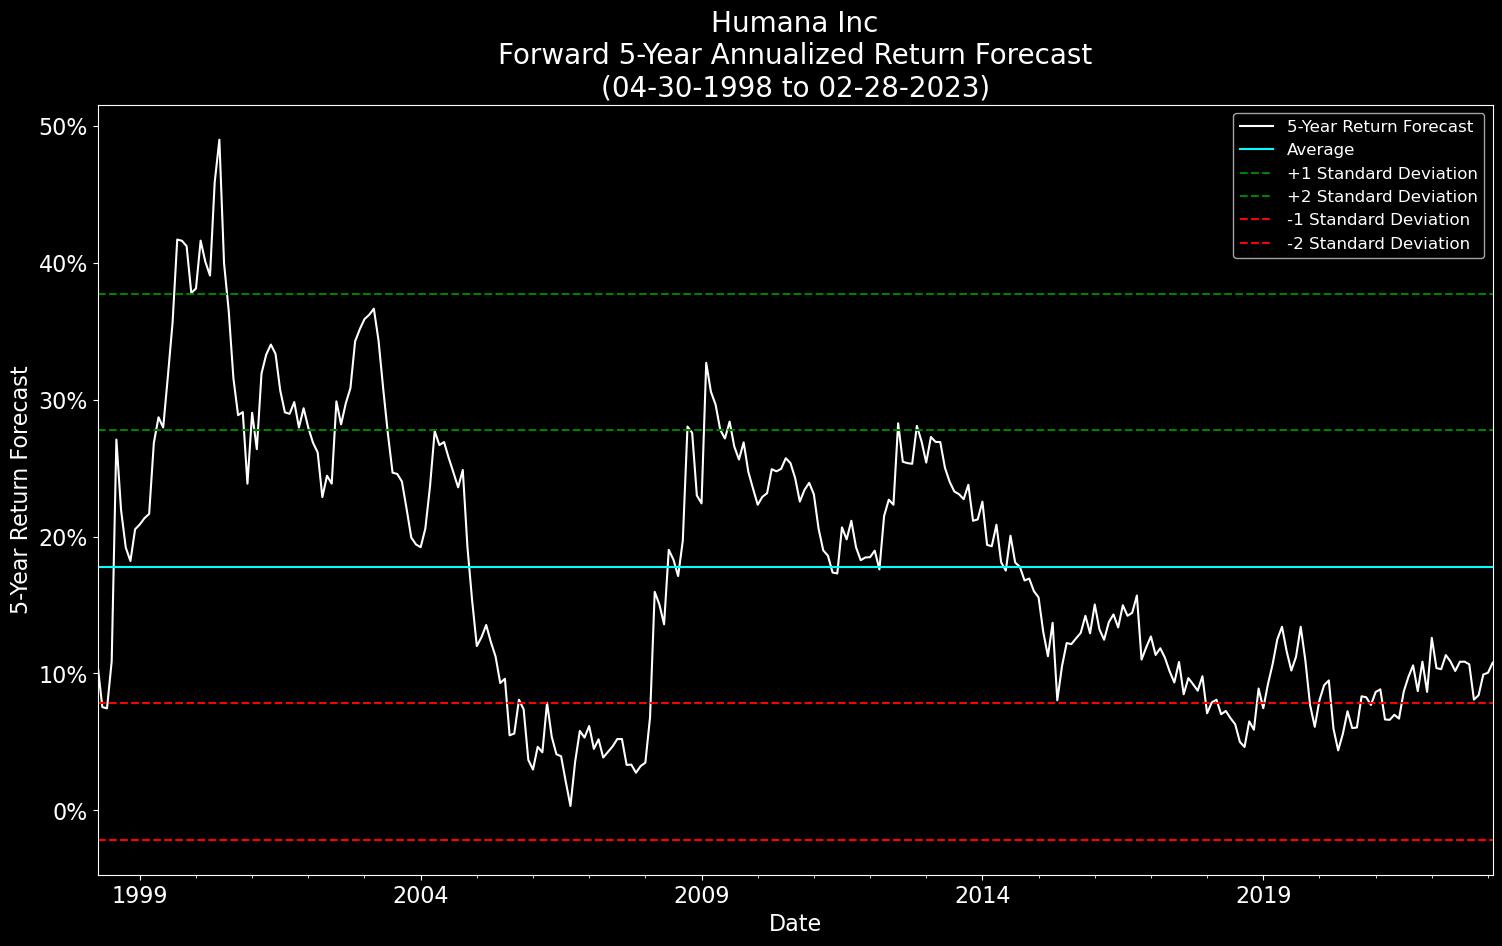 Humana Inc
Forward 5-Year Annualized Return Forecast
(04-30-1998 to 02-28-2023)
5-Year Return Forecast
Average
+1 Standard Deviation
+2 Standard Deviation
-1 Standard Deviation
-2 Standard Deviation
50%
40%
30%
20%
10%
0%
5-Year Return Forecast
1999 2004 2009 2014 2019
Date